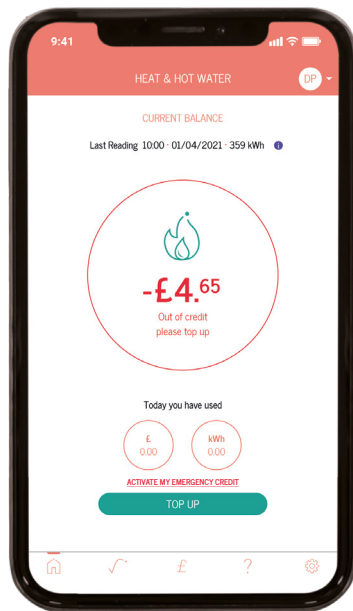 9:41
HEAT & HOT WATER
DP
CURRENT BALANCE
Last Reading 10:00 · 01/04/2021 · 359 kWh i
-£4.65
Out of credit
please top up
Today you have used
£ kWh
0.00 0.00
ACTIVATE MY EMERGENCY CREDIT
TOP UP
£ ?